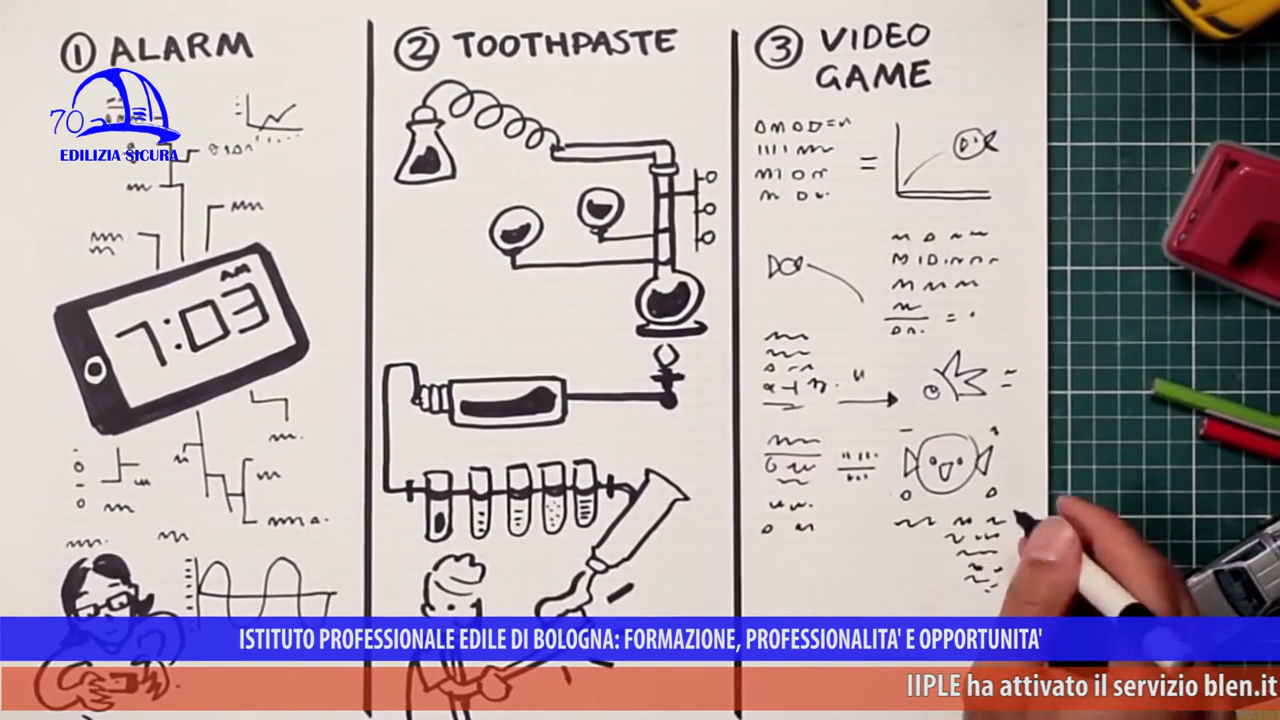 ① ALARM
② TOOTHPASTE
③ VIDEO
GAME
70
EDILIZIA SICURA
AM
7:03
ISTITUTO PROFESSIONALE EDILE DI BOLOGNA: FORMAZIONE, PROFESSIONALITA' E OPPORTUNITA'
IIPLE ha attivato il servizio blen.it